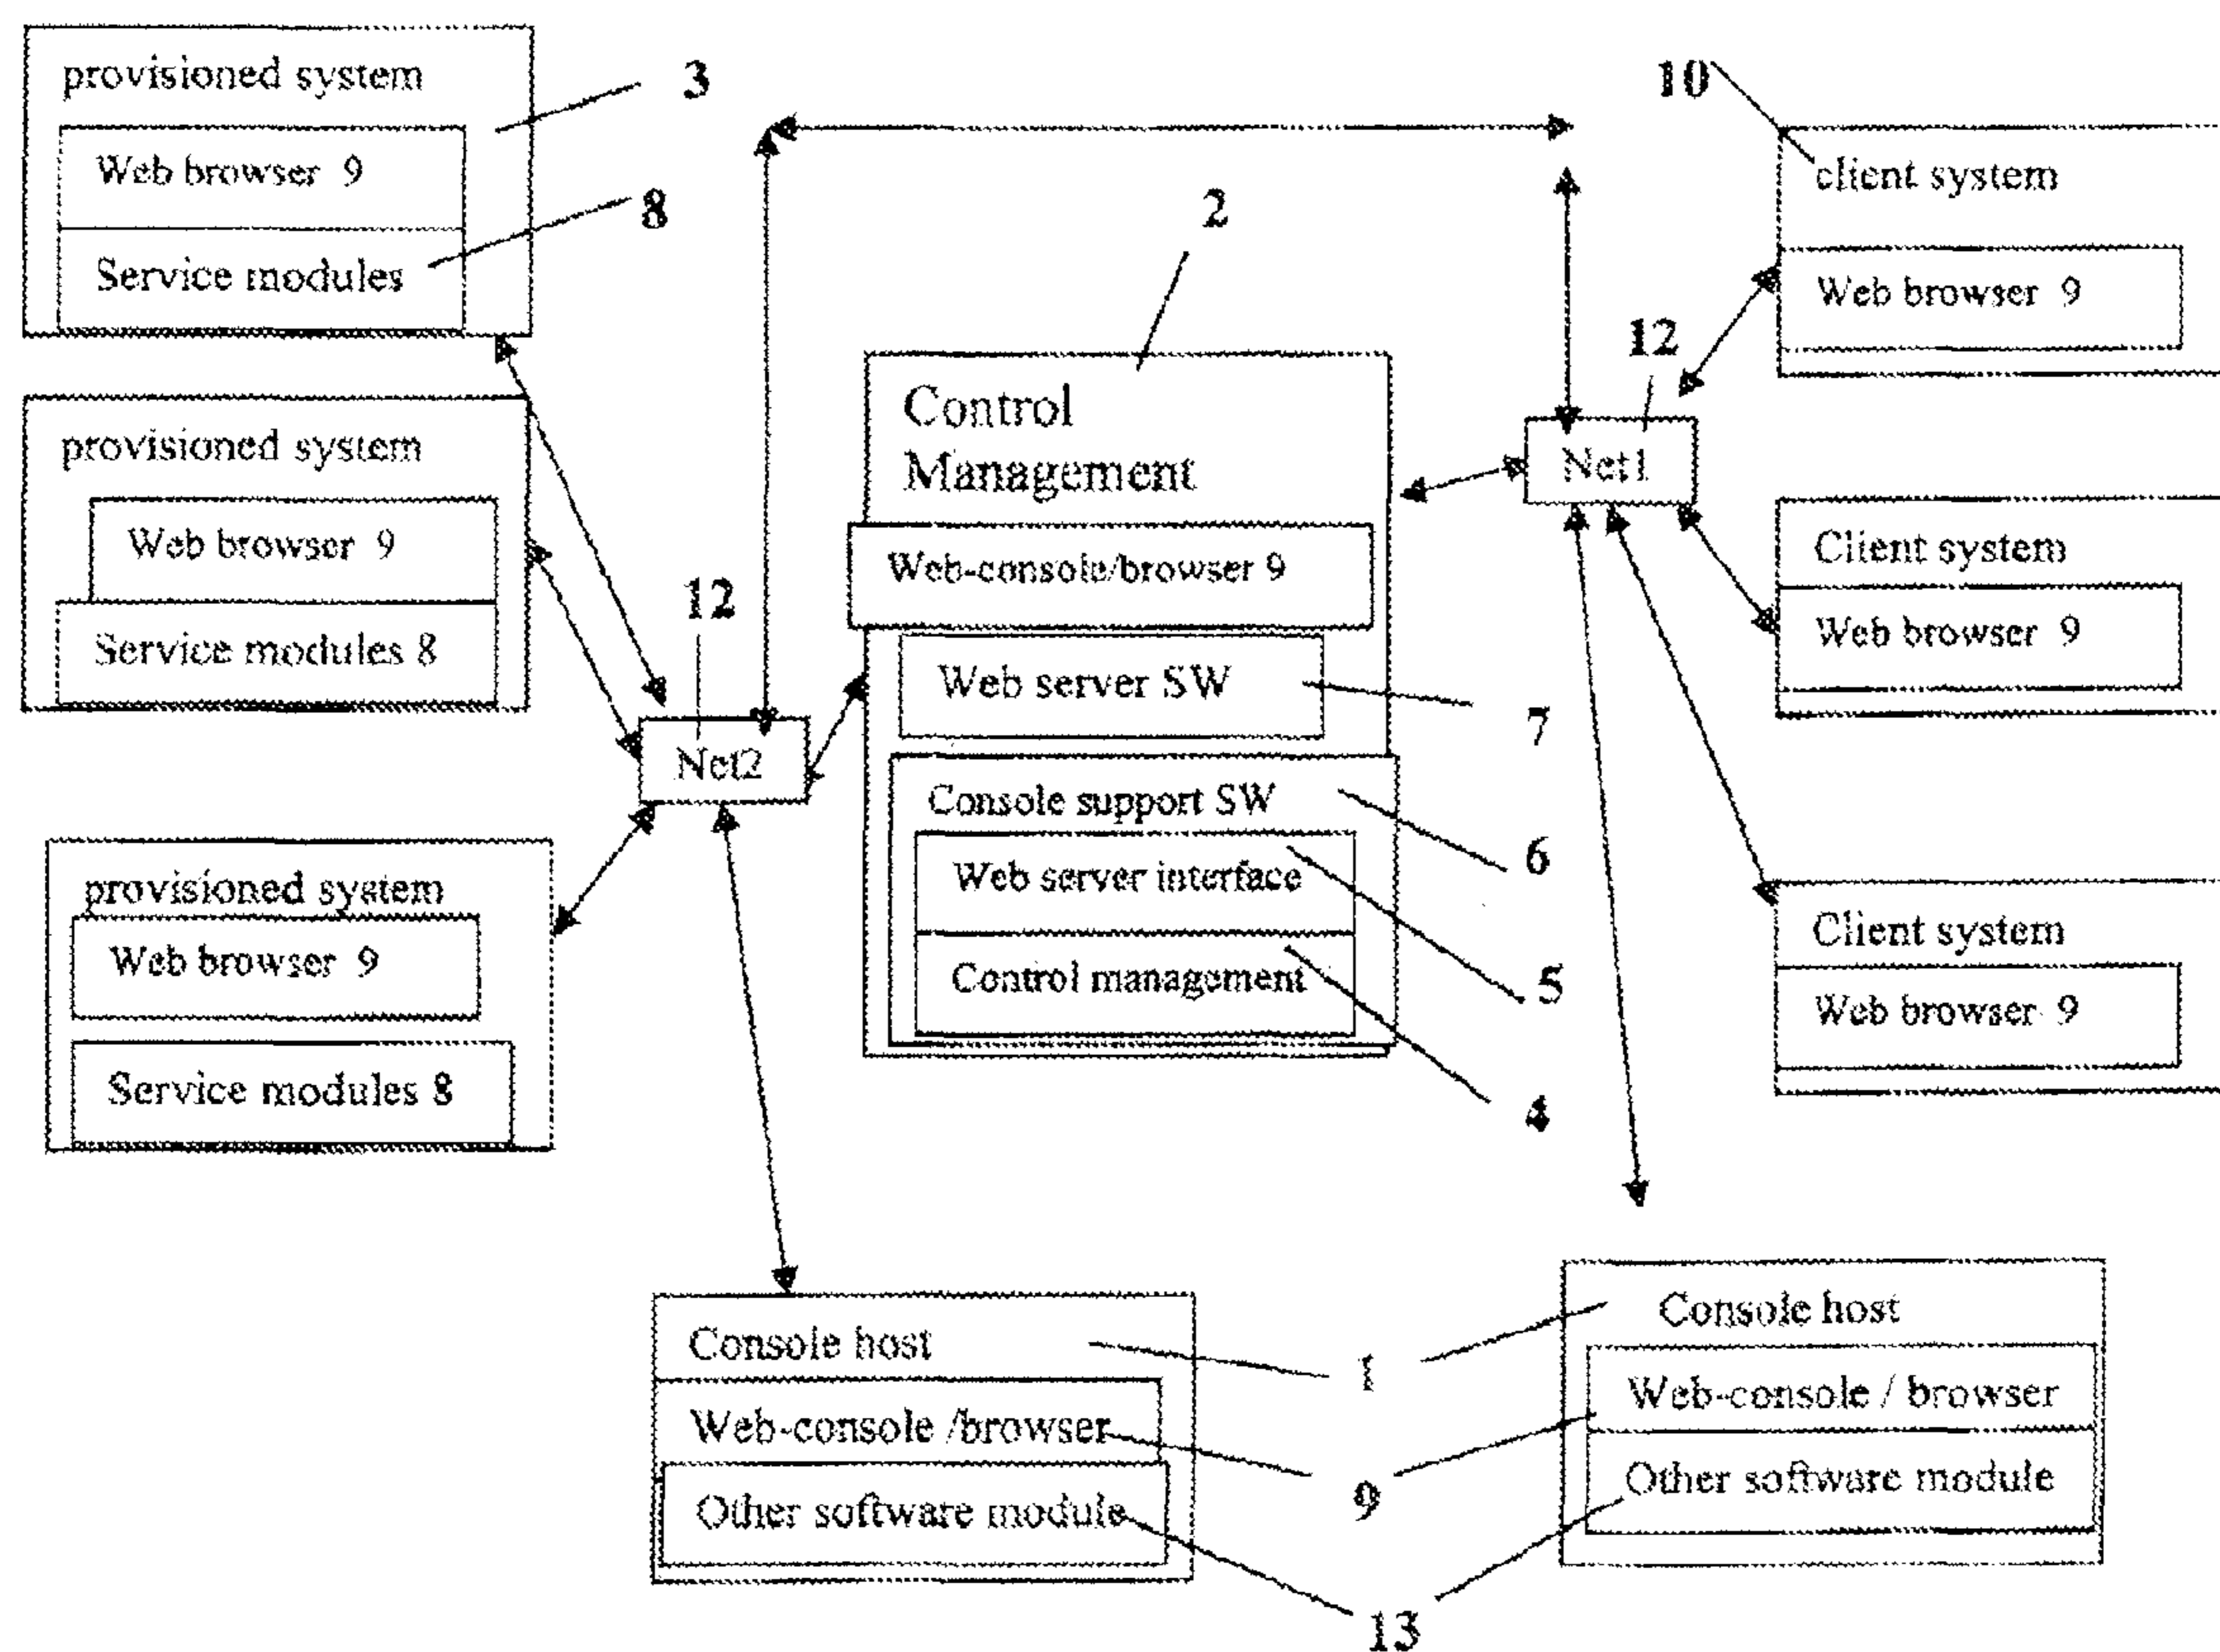 provisioned system
3
Web browser 9
8
Service modules
provisioned system
Web browser 9
Service modules 8
provisioned system
Web browser 9
Service modules 8
12
Net2
2
Control
Management
Web-console/browser 9
Web server SW
7
Console support SW
6
Web server interface
5
Control management
4
12
Net1
10
client system
Web browser 9
Client system
Web browser 9
Client system
Web browser 9
Console host
Web-console /browser
Other software module
1
9
13
Console host
Web-console / browser
Other software module